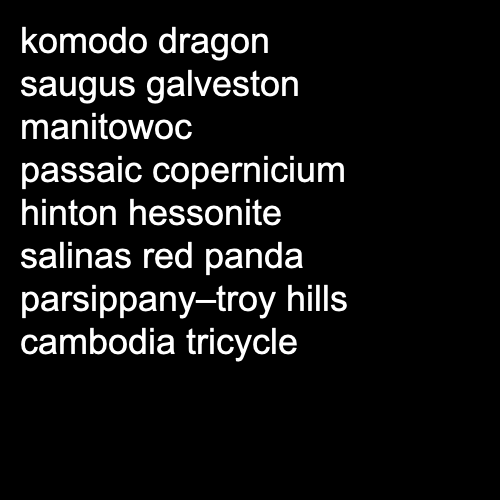 komodo dragon
saugus galveston
manitowoc
passaic copernicium
hinton hessonite
salinas red panda
parsippany–troy hills
cambodia tricycle